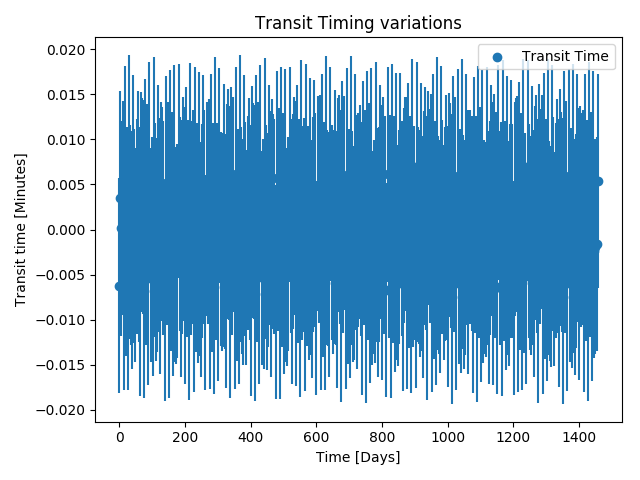 Transit Timing variations
Transit Time
0.020
0.015
0.010
0.005
0.000
−0.005
−0.010
−0.015
−0.020
Transit time [Minutes]
0 200 400 600 800 1000 1200 1400
Time [Days]